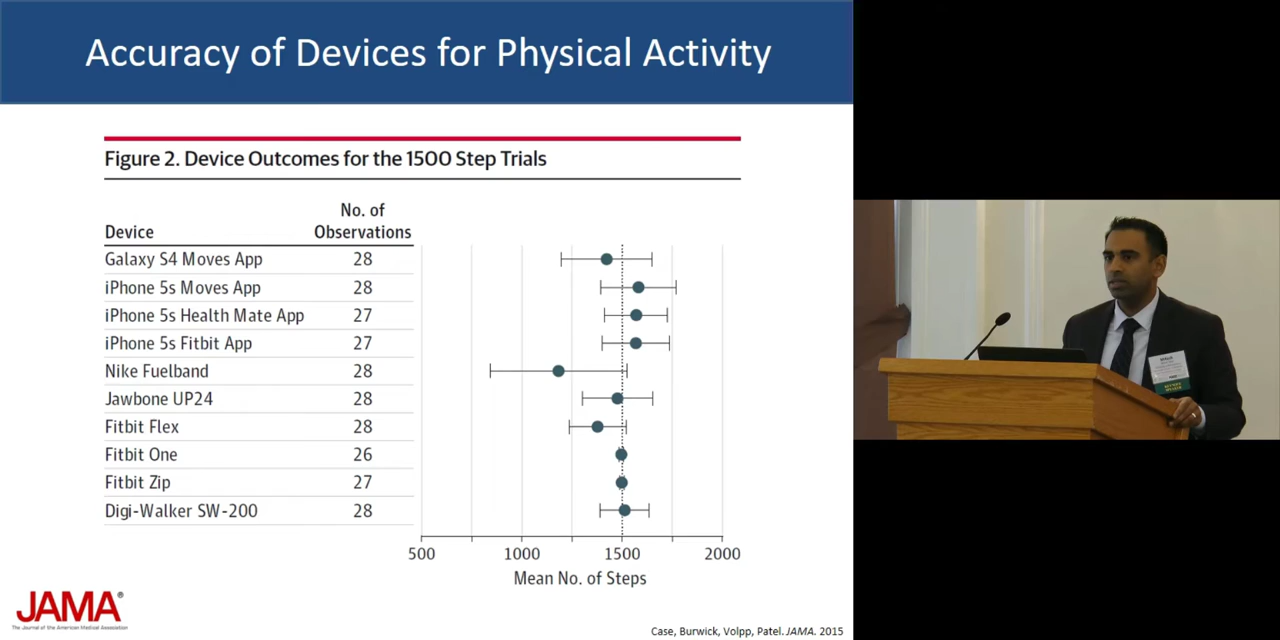 Accuracy of Devices for Physical Activity
Figure 2. Device Outcomes for the 1500 Step Trials
No. of
Device Observations
Galaxy S4 Moves App 28
iPhone 5s Moves App 28
iPhone 5s Health Mate App 27
iPhone 5s Fitbit App 27
Nike Fuelband 28
Jawbone UP24 28
Fitbit Flex 28
Fitbit One 26
Fitbit Zip 27
Digi-Walker SW-200 28
500 1000 1500 2000
Mean No. of Steps
JAMA®
The Journal of the American Medical Association
Case, Burwick, Volpp, Patel. JAMA. 2015